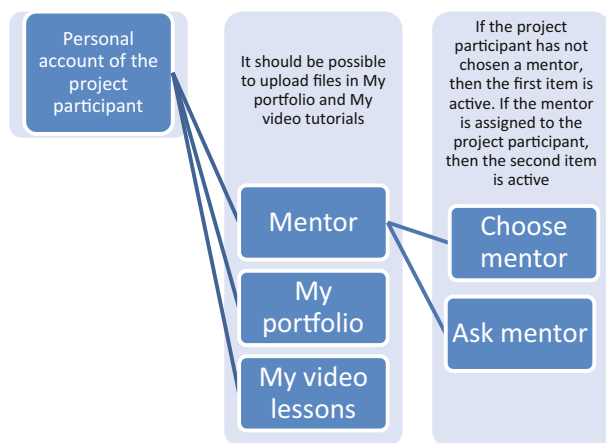 Personal
account of the
project
participant
It should be possible
to upload files in My
portfolio and My
video tutorials
Mentor
My
portfolio
My video
lessons
If the project
participant has not
chosen a mentor,
then the first item is
active. If the mentor
is assigned to the
project participant,
then the second item
is active
Choose
mentor
Ask mentor